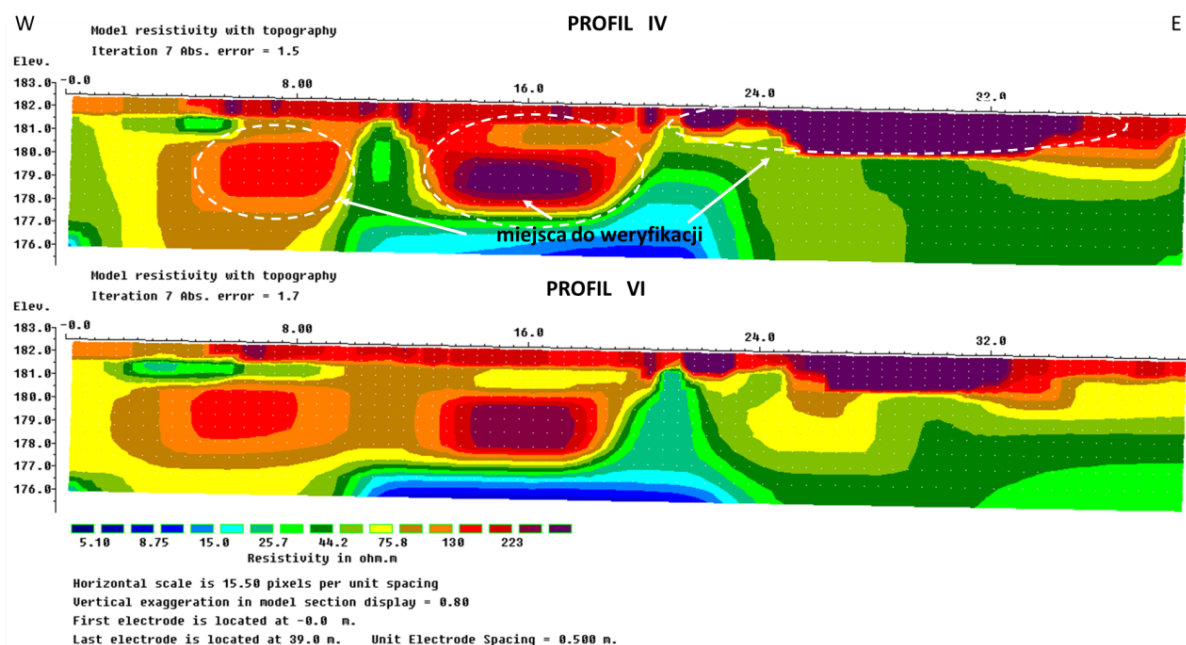 W PROFIL IV E
Model resistivity with topography
Iteration 7 Abs. error = 1.5
Elev.
183.0 -0.0 8.00 16.0 24.0 32.0
182.0
181.0
180.0
179.0
178.0
177.0
176.0
miejsca do weryfikacji
Model resistivity with topography
Iteration 7 Abs. error = 1.7
PROFIL VI
Elev.
183.0 -0.0 8.00 16.0 24.0 32.0
182.0
181.0
180.0
179.0
178.0
177.0
176.0
5.10 8.75 15.0 25.7 44.2 75.8 130 223
Resistivity in ohm.m
Horizontal scale is 15.50 pixels per unit spacing
Vertical exaggeration in model section display = 0.80
First electrode is located at -0.0 m.
Last electrode is located at 39.0 m. Unit Electrode Spacing = 0.500 m.